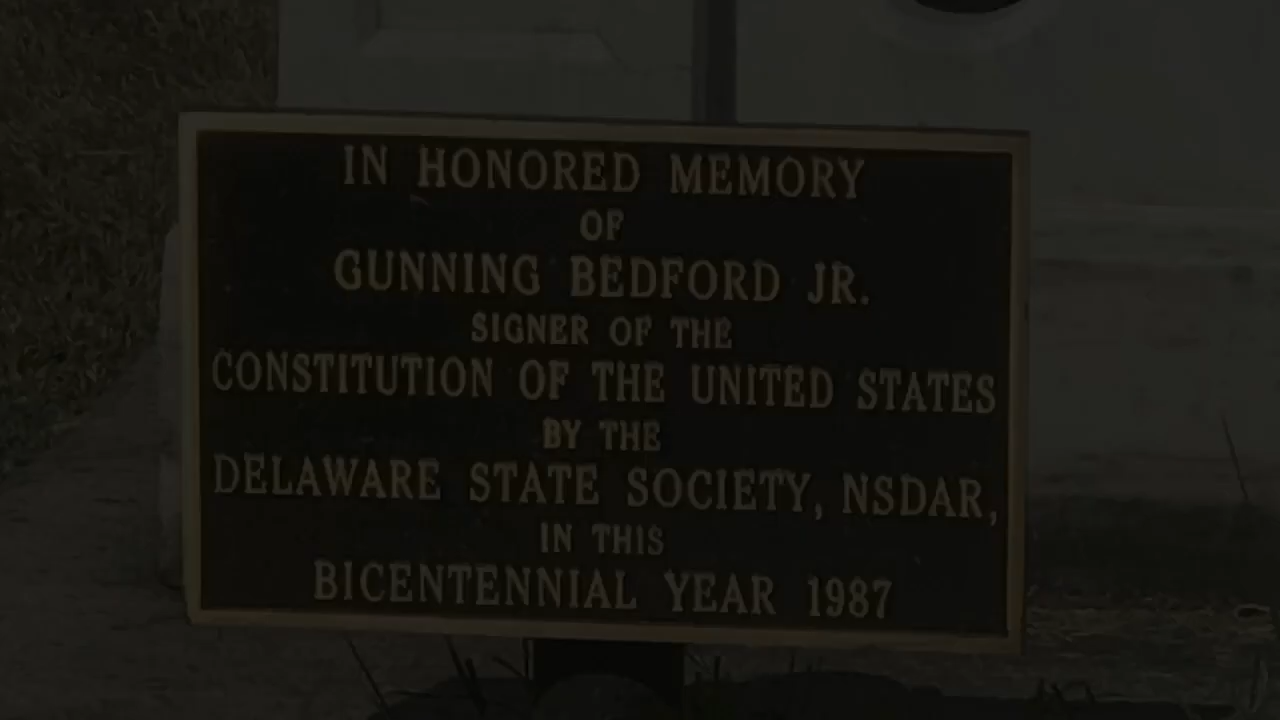 IN HONORED MEMORY
OF
GUNNING BEDFORD JR.
SIGNER OF THE
CONSTITUTION OF THE UNITED STATES
BY THE
DELAWARE STATE SOCIETY, NSDAR,
IN THIS
BICENTENNIAL YEAR 1987